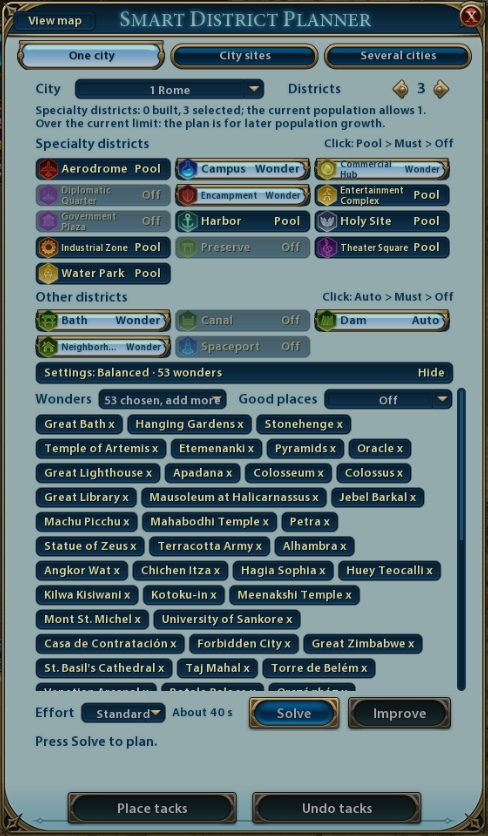 View map
SMART DISTRICT PLANNER
X
One city
City sites
Several cities
City
1 Rome
Districts
3
Specialty districts: 0 built, 3 selected; the current population allows 1.
Over the current limit: the plan is for later population growth.
Specialty districts
Click: Pool > Must > Off
Aerodrome Pool
Campus Wonder
Commercial Hub Wonder
Diplomatic Quarter Off
Encampment Wonder
Entertainment Complex Pool
Government Plaza Off
Harbor Pool
Holy Site Pool
Industrial Zone Pool
Preserve Off
Theater Square Pool
Water Park Pool
Other districts
Click: Auto > Must > Off
Bath Wonder
Canal Off
Dam Auto
Neighborh... Wonder
Spaceport Off
Settings: Balanced · 53 wonders
Hide
Wonders
53 chosen, add more
Good places
Off
Great Bath x
Hanging Gardens x
Stonehenge x
Temple of Artemis x
Etemenanki x
Pyramids x
Oracle x
Great Lighthouse x
Apadana x
Colosseum x
Colossus x
Great Library x
Mausoleum at Halicarnassus x
Jebel Barkal x
Machu Picchu x
Mahabodhi Temple x
Petra x
Statue of Zeus x
Terracotta Army x
Alhambra x
Angkor Wat x
Chichen Itza x
Hagia Sophia x
Huey Teocalli x
Kilwa Kisiwani x
Kotoku-in x
Meenakshi Temple x
Mont St. Michel x
University of Sankore x
Casa de Contratación x
Forbidden City x
Great Zimbabwe x
St. Basil's Cathedral x
Taj Mahal x
Torre de Belém x
Effort
Standard
About 40 s
Solve
Improve
Press Solve to plan.
Place tacks
Undo tacks